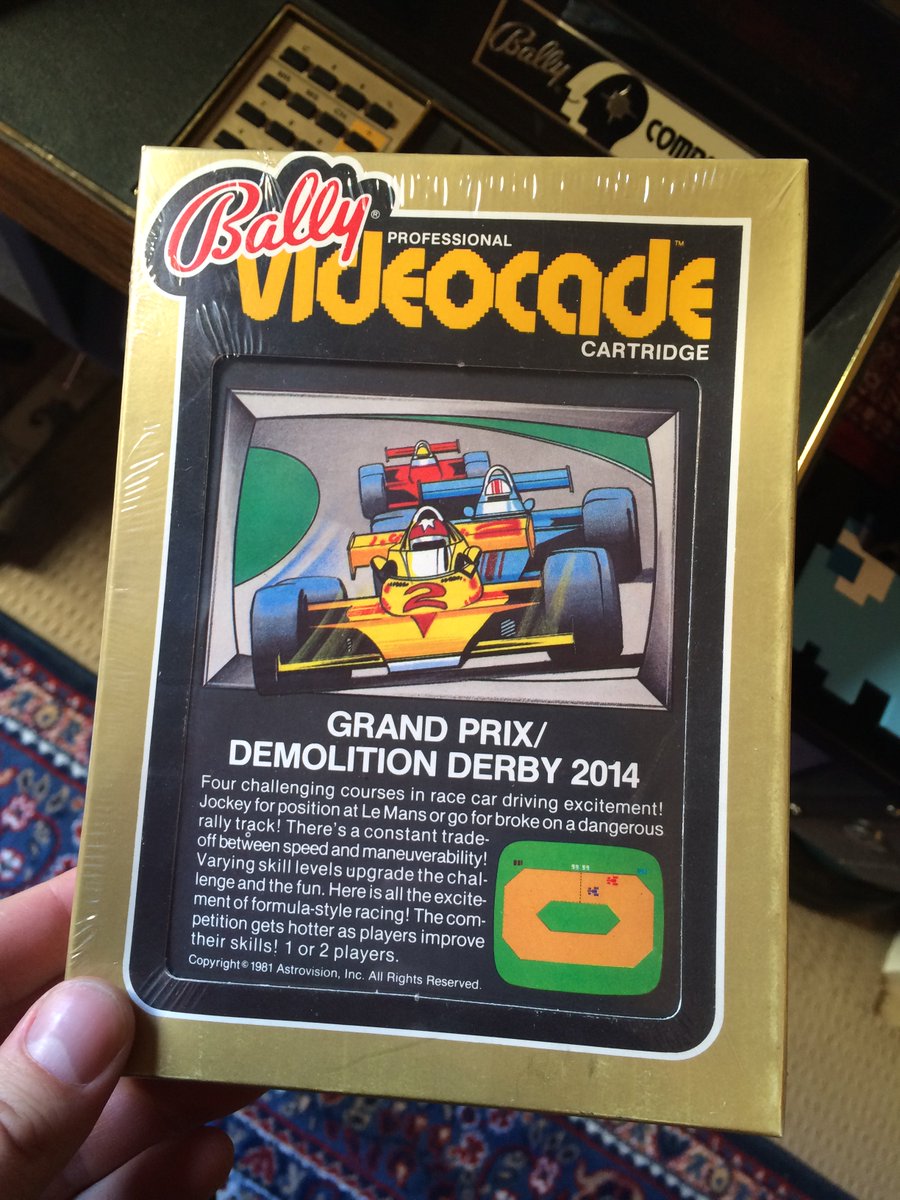 Bally
COMP
Bally®
PROFESSIONAL
VIDEOCADE™
CARTRIDGE
2
GRAND PRIX/
DEMOLITION DERBY 2014
Four challenging courses in race car driving excitement!
Jockey for position at Le Mans or go for broke on a dangerous
rally track! There's a constant trade-
off between speed and maneuverability!
Varying skill levels upgrade the chal-
lenge and the fun. Here is all the excite-
ment of formula-style racing! The com-
petition gets hotter as players improve
their skills! 1 or 2 players.
Copyright © 1981 Astrovision, Inc. All Rights Reserved.